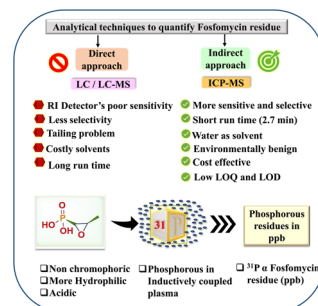 Analytical techniques to quantify Fosfomycin residue
Direct
approach
LC / LC-MS
RI Detector's poor sensitivity
Less selectivity
Tailing problem
Costly solvents
Long run time
Indirect
approach
ICP-MS
More sensitive and selective
Short run time (2.7 min)
Water as solvent
Environmentally benign
Cost effective
Low LOQ and LOD
HO
O
P
OH
O
31
Phosphorous
residues in
ppb
Non chromophoric
More Hydrophilic
Acidic
Phosphorous in
Inductively coupled
plasma
³¹P α Fosfomycin
residue (ppb)